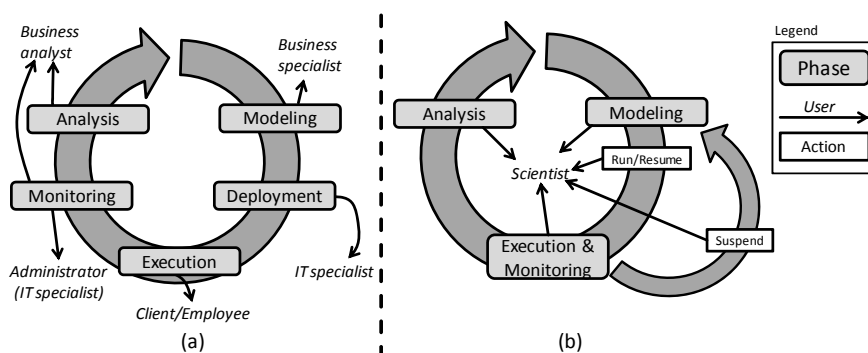 Business
analyst
Business
specialist
Analysis
Modeling
Monitoring
Deployment
Execution
Administrator
(IT specialist)
IT specialist
Client/Employee
(a)
Analysis
Modeling
Run/Resume
Scientist
Suspend
Execution &
Monitoring
(b)
Legend
Phase
User
Action